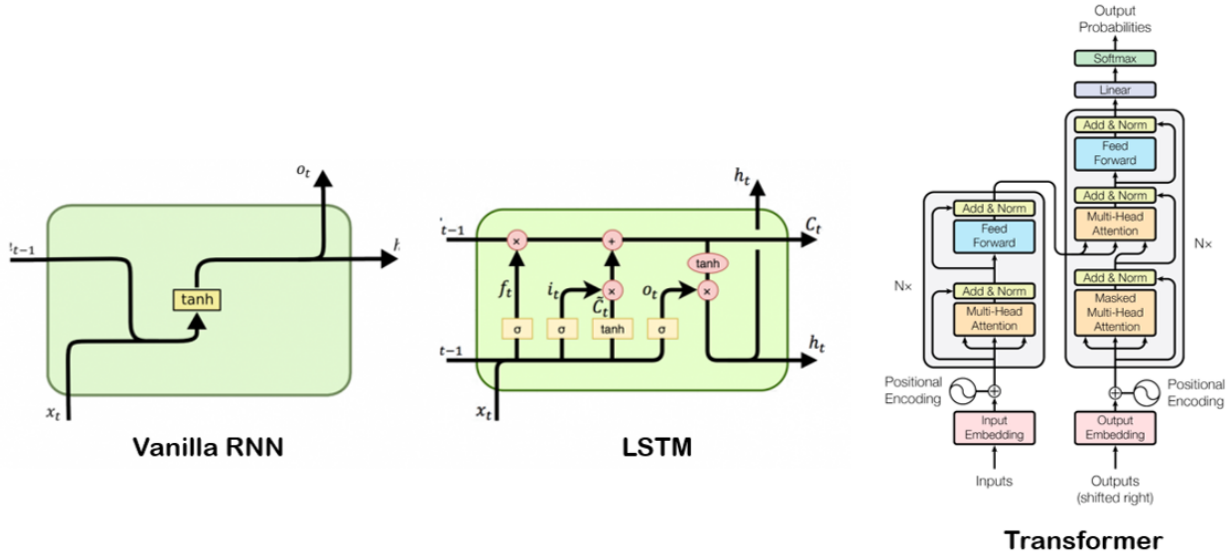 o_t
t-1
h
tanh
x_t
Vanilla RNN
h_t
t-1
C_t
×
+
tanh
f_t
i_t
×
o_t
×
C̃_t
σ
σ
tanh
σ
t-1
h_t
x_t
LSTM
Output
Probabilities
Softmax
Linear
Add & Norm
Feed
Forward
Add & Norm
Multi-Head
Attention
Add & Norm
Masked
Multi-Head
Attention
N×
Add & Norm
Feed
Forward
Add & Norm
Multi-Head
Attention
N×
Positional
Encoding
+
+
Positional
Encoding
Input
Embedding
Output
Embedding
Inputs
Outputs
(shifted right)
Transformer